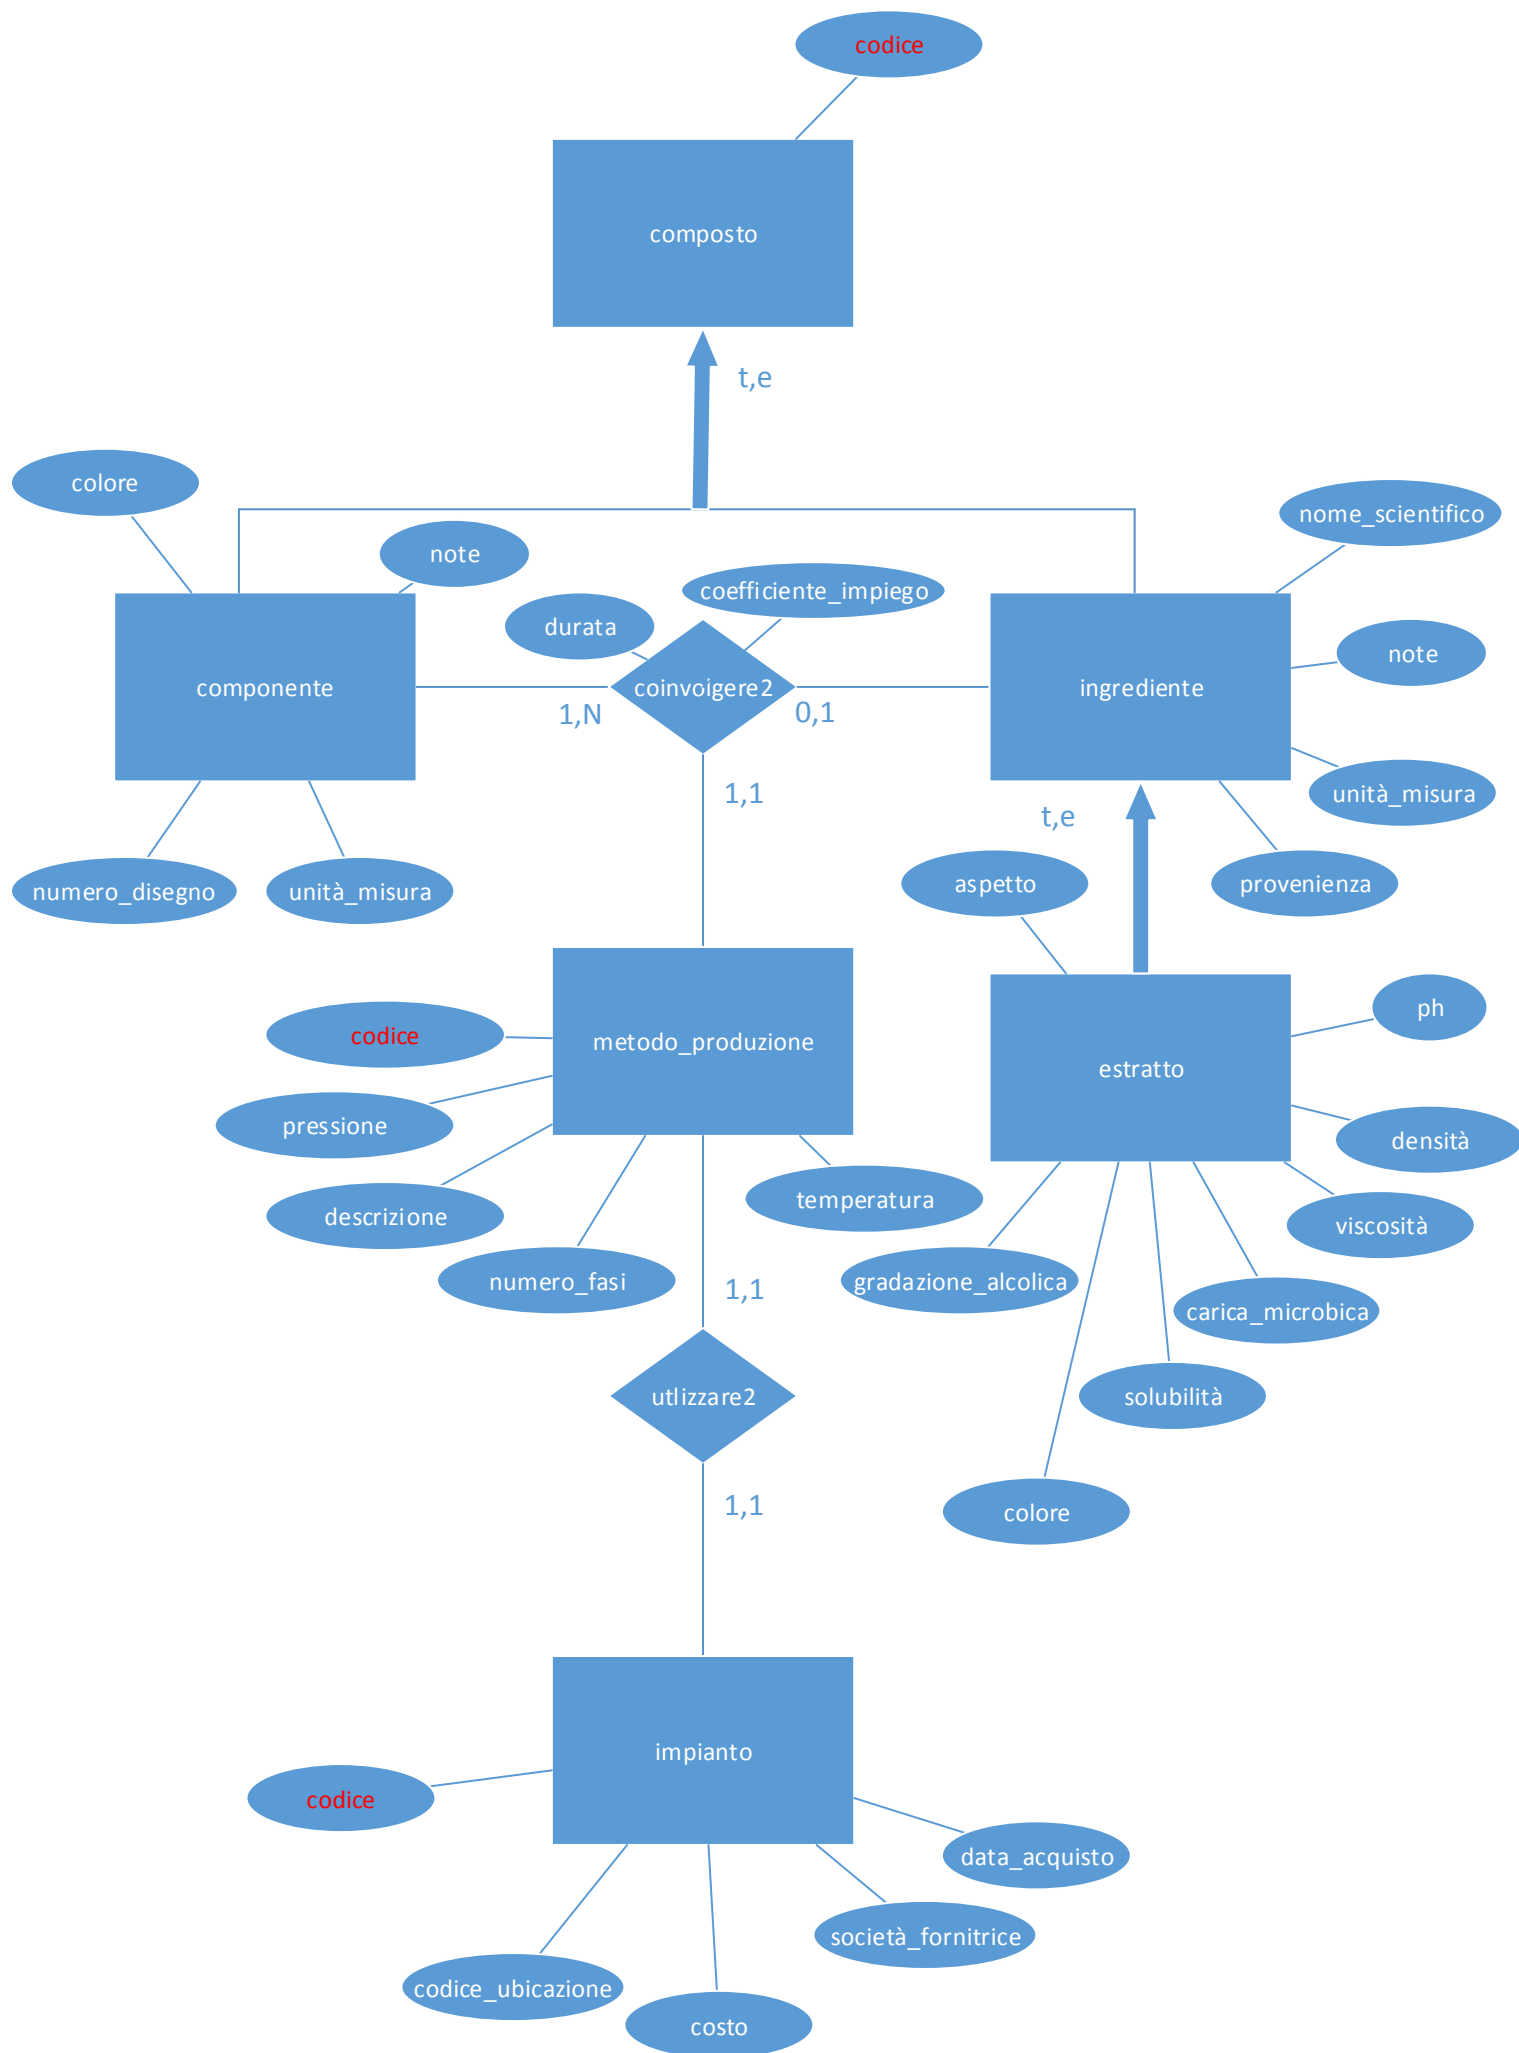 codice
composto
t,e
colore
nome_scientifico
note
coefficiente_impiego
durata
note
componente
coinvolgere2
ingrediente
1,N
0,1
1,1
unità_misura
t,e
numero_disegno
unità_misura
aspetto
provenienza
ph
codice
metodo_produzione
estratto
pressione
densità
temperatura
descrizione
viscosità
numero_fasi
1,1
gradazione_alcolica
carica_microbica
utlizzare2
solubilità
1,1
colore
impianto
codice
data_acquisto
società_fornitrice
codice_ubicazione
costo